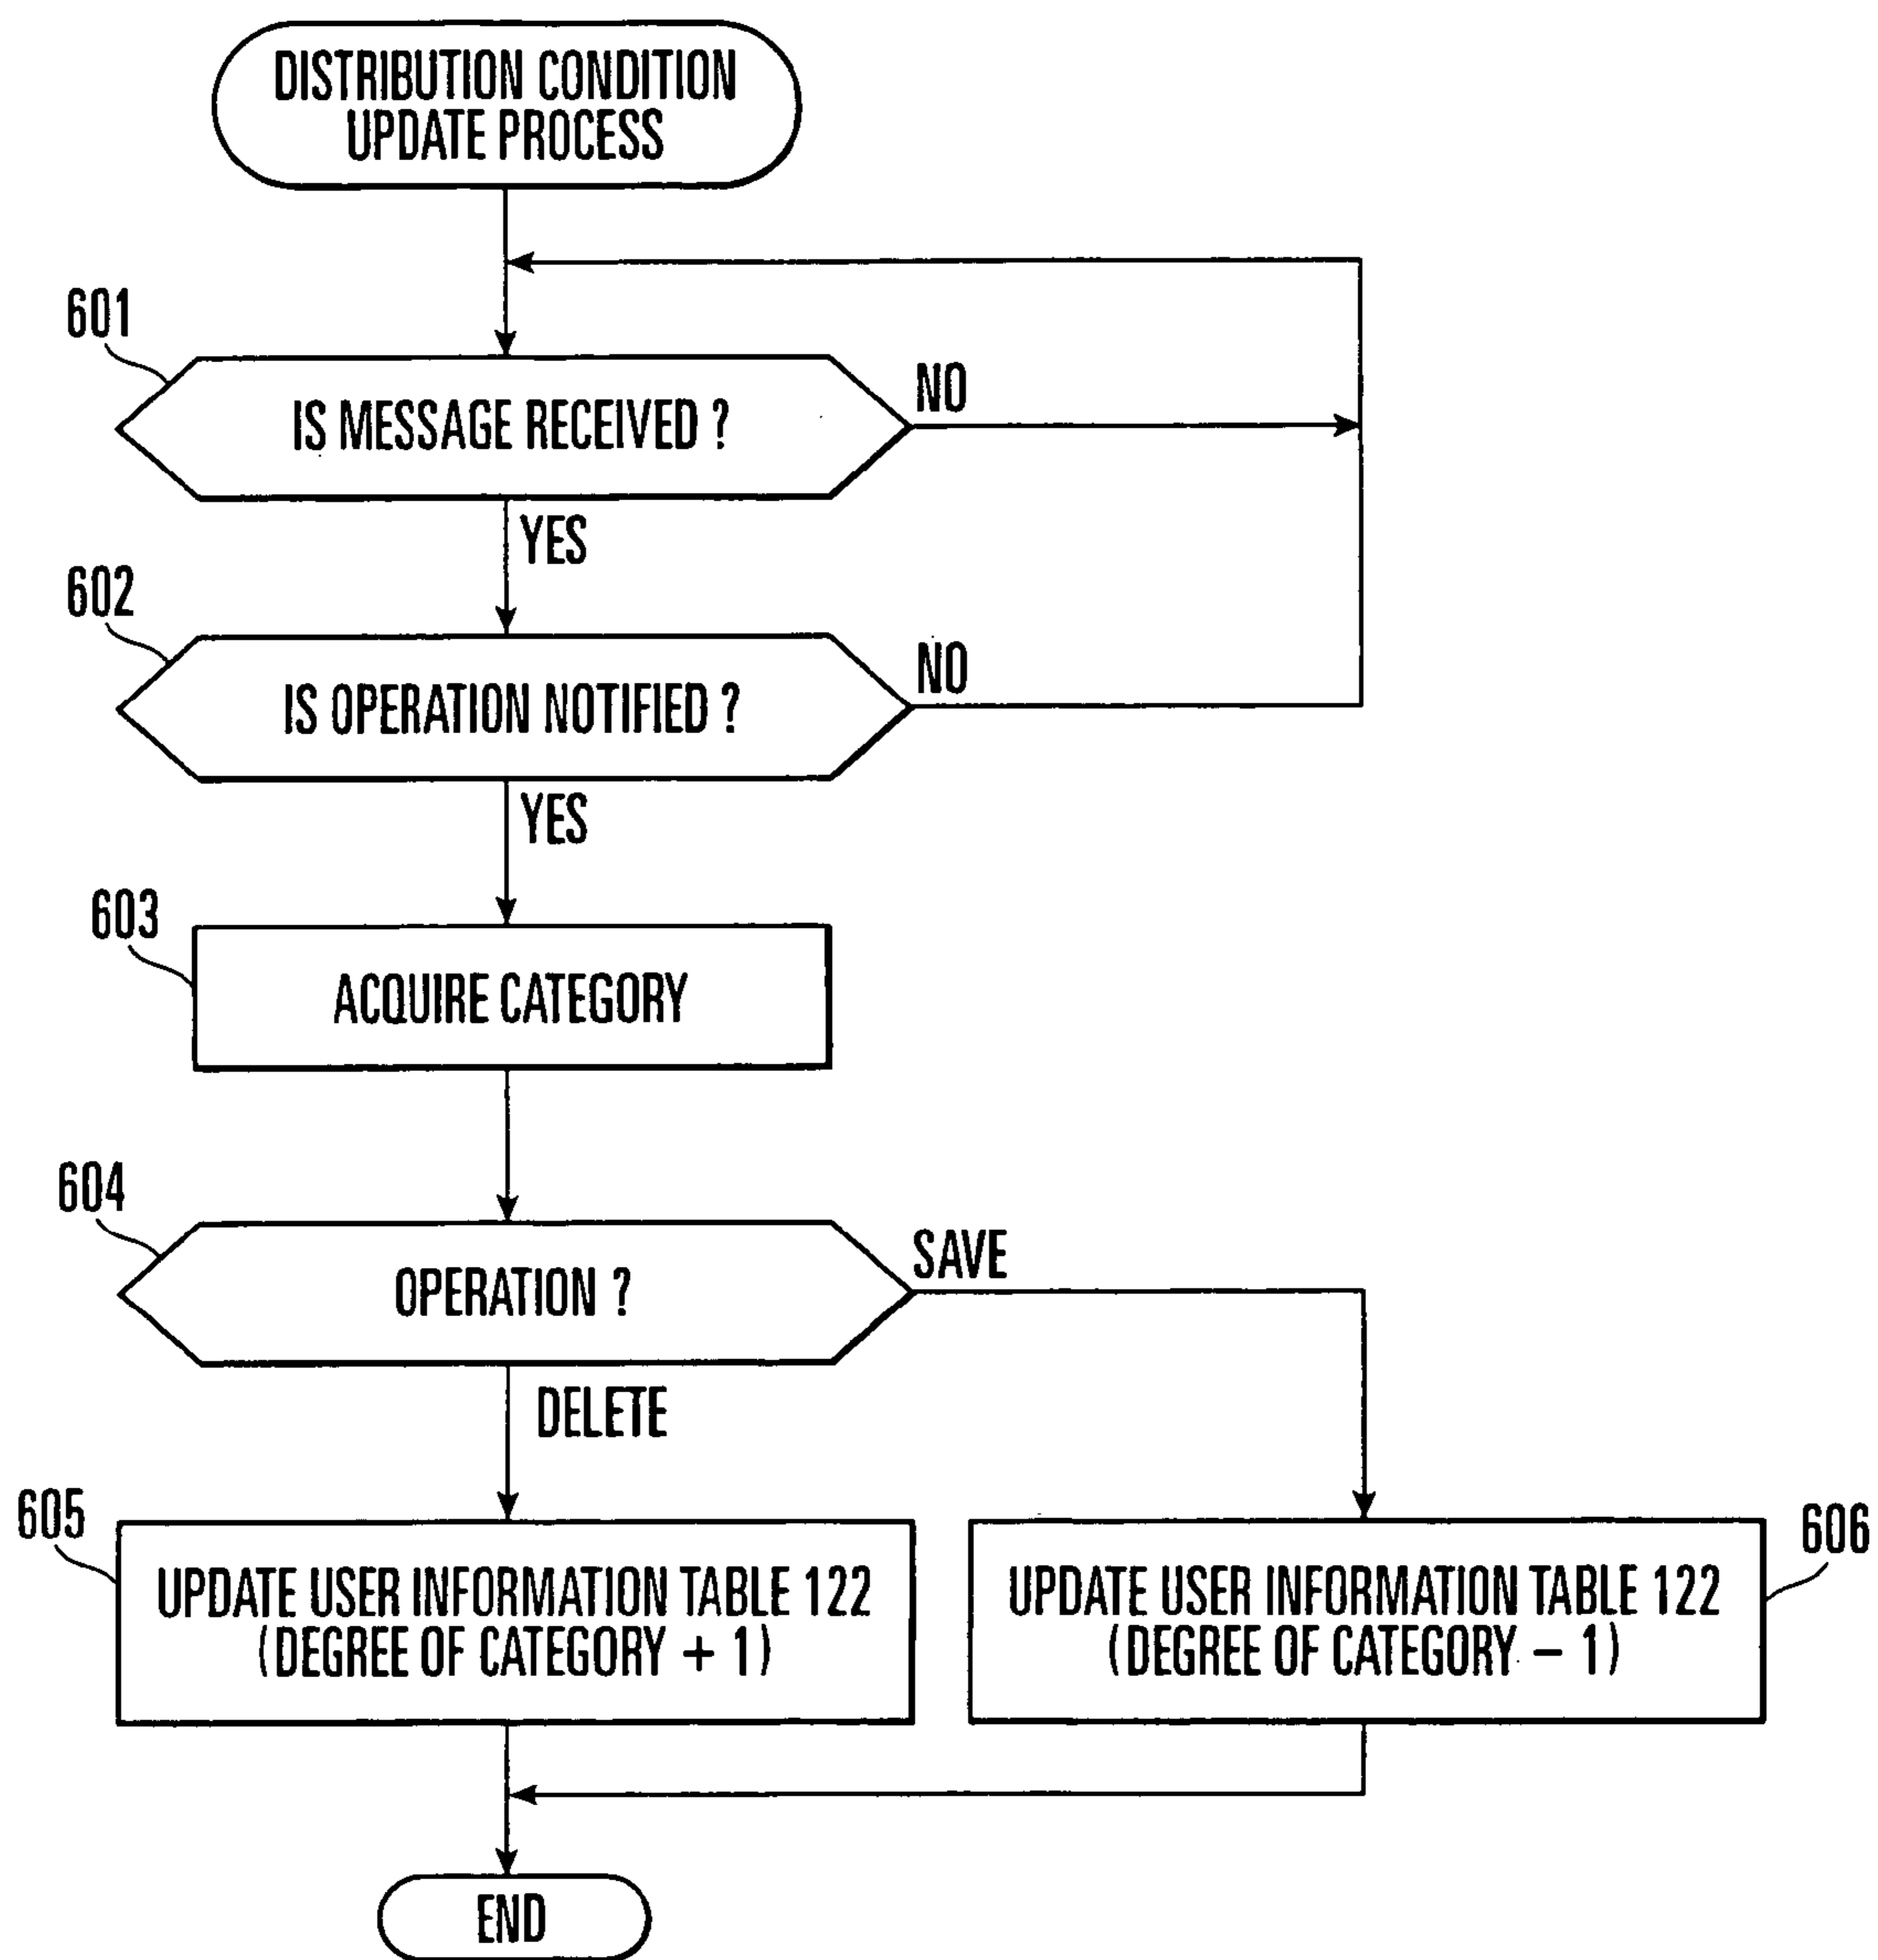 DISTRIBUTION CONDITION
UPDATE PROCESS
601
IS MESSAGE RECEIVED ?
NO
YES
602
IS OPERATION NOTIFIED ?
NO
YES
603
ACQUIRE CATEGORY
604
OPERATION ?
SAVE
DELETE
605
UPDATE USER INFORMATION TABLE 122
(DEGREE OF CATEGORY + 1)
UPDATE USER INFORMATION TABLE 122
(DEGREE OF CATEGORY − 1)
606
END